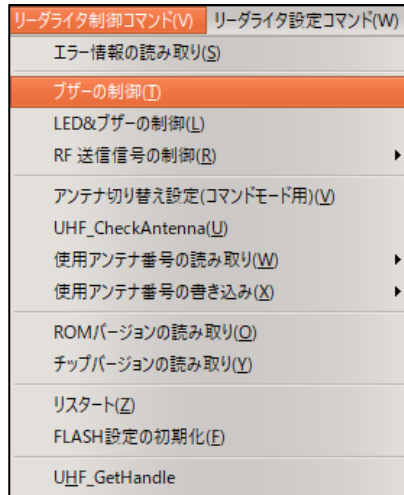 リーダライタ制御コマンド(V) リーダライタ設定コマンド(W)
エラー情報の読み取り(S)
ブザーの制御(T)
LED&ブザーの制御(L)
RF 送信信号の制御(R)
アンテナ切り替え設定(コマンドモード用)(V)
UHF_CheckAntenna(U)
使用アンテナ番号の読み取り(W)
使用アンテナ番号の書き込み(X)
ROMバージョンの読み取り(O)
チップバージョンの読み取り(Y)
リスタート(Z)
FLASH設定の初期化(F)
UHF_GetHandle